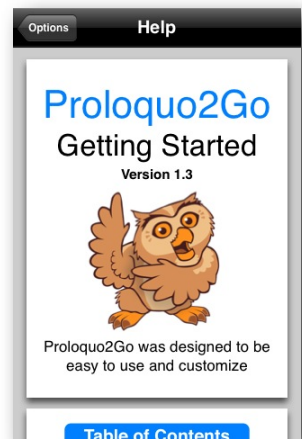 Options
Help
Proloquo2Go
Getting Started
Version 1.3
Proloquo2Go was designed to be
easy to use and customize
Table of Contents